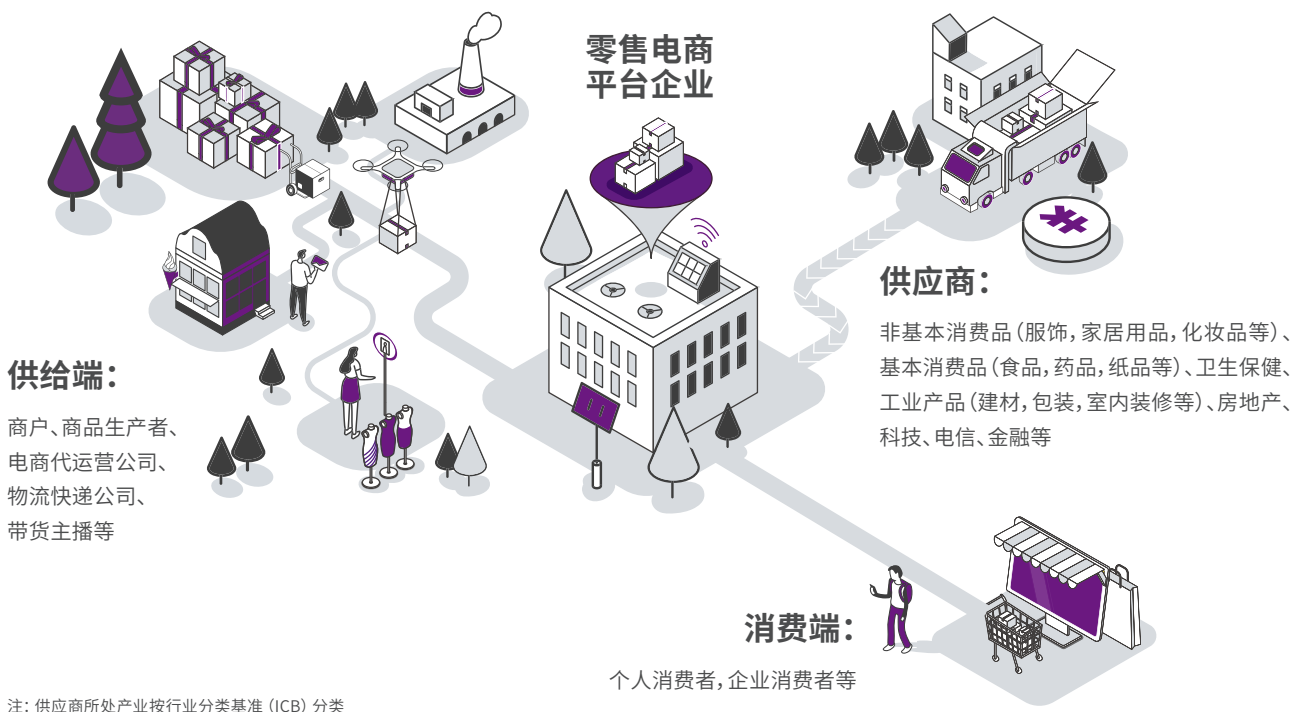 零售电商
平台企业
供应商：
非基本消费品（服饰，家居用品，化妆品等）、
基本消费品（食品，药品，纸品等）、卫生保健、
工业产品（建材，包装，室内装修等）、房地产、
科技、电信、金融等
供给端：
商户、商品生产者、
电商代运营公司、
物流快递公司、
带货主播等
消费端：
个人消费者，企业消费者等
注：供应商所处产业按行业分类基准（ICB）分类